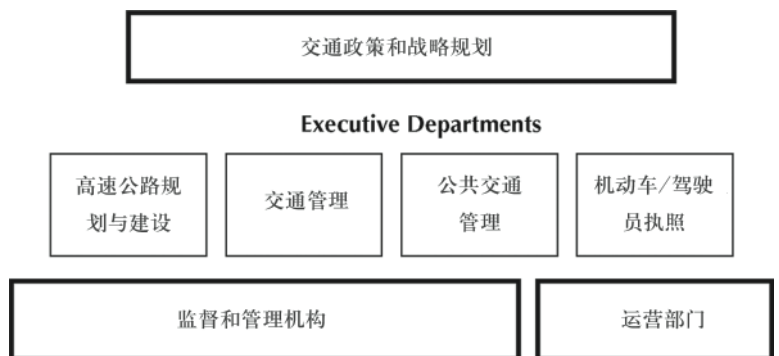 交通政策和战略规划
Executive Departments
高速公路规
划与建设
交通管理
公共交通
管理
机动车/驾驶
员执照
监督和管理机构
运营部门